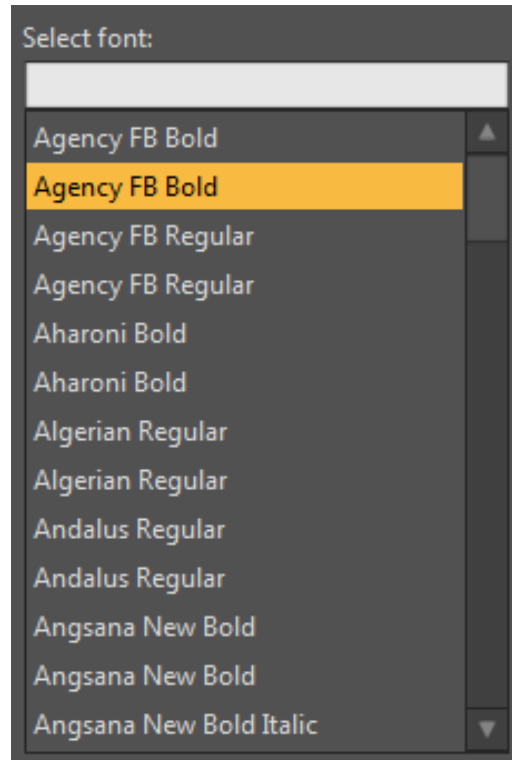 Select font:
Agency FB Bold
Agency FB Bold
Agency FB Regular
Agency FB Regular
Aharoni Bold
Aharoni Bold
Algerian Regular
Algerian Regular
Andalus Regular
Andalus Regular
Angsana New Bold
Angsana New Bold
Angsana New Bold Italic